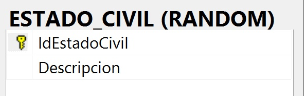 ESTADO_CIVIL (RANDOM)
IdEstadoCivil
Descripcion